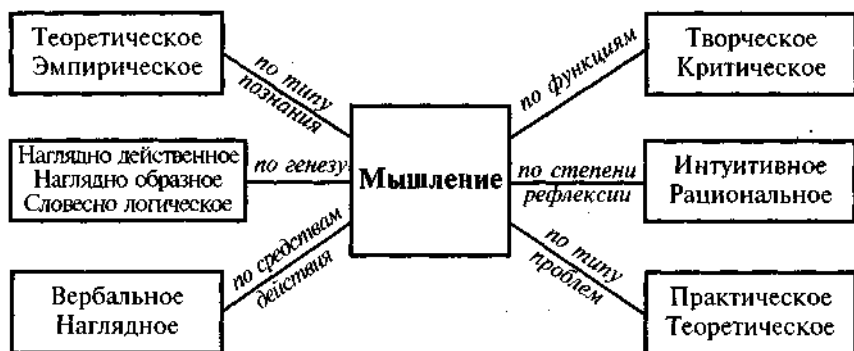 Теоретическое
Эмпирическое
по типу
познания
Наглядно действенное
Наглядно образное
Словесно логическое
по генезу
Вербальное
Наглядное
по средствам
действия
Мышление
по функциям
Творческое
Критическое
по степени
рефлексии
Интуитивное
Рациональное
по типу
проблем
Практическое
Теоретическое